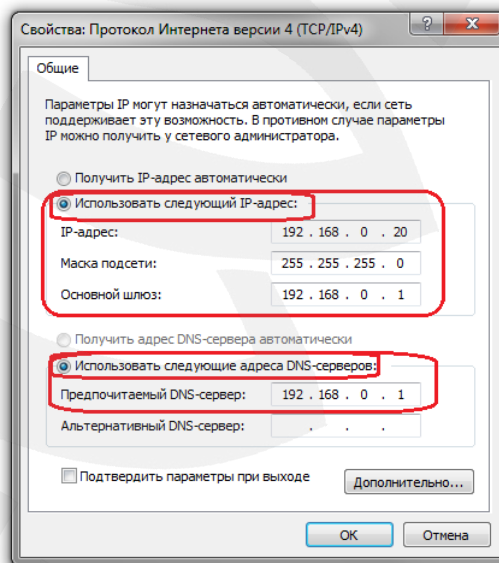 Свойства: Протокол Интернета версии 4 (TCP/IPv4)
Общие
Параметры IP могут назначаться автоматически, если сеть
поддерживает эту возможность. В противном случае параметры
IP можно получить у сетевого администратора.
Получить IP-адрес автоматически
Использовать следующий IP-адрес:
IP-адрес: 192 . 168 . 0 . 20
Маска подсети: 255 . 255 . 255 . 0
Основной шлюз: 192 . 168 . 0 . 1
Получить адрес DNS-сервера автоматически
Использовать следующие адреса DNS-серверов:
Предпочитаемый DNS-сервер: 192 . 168 . 0 . 1
Альтернативный DNS-сервер: . . .
Подтвердить параметры при выходе
Дополнительно...
OK Отмена